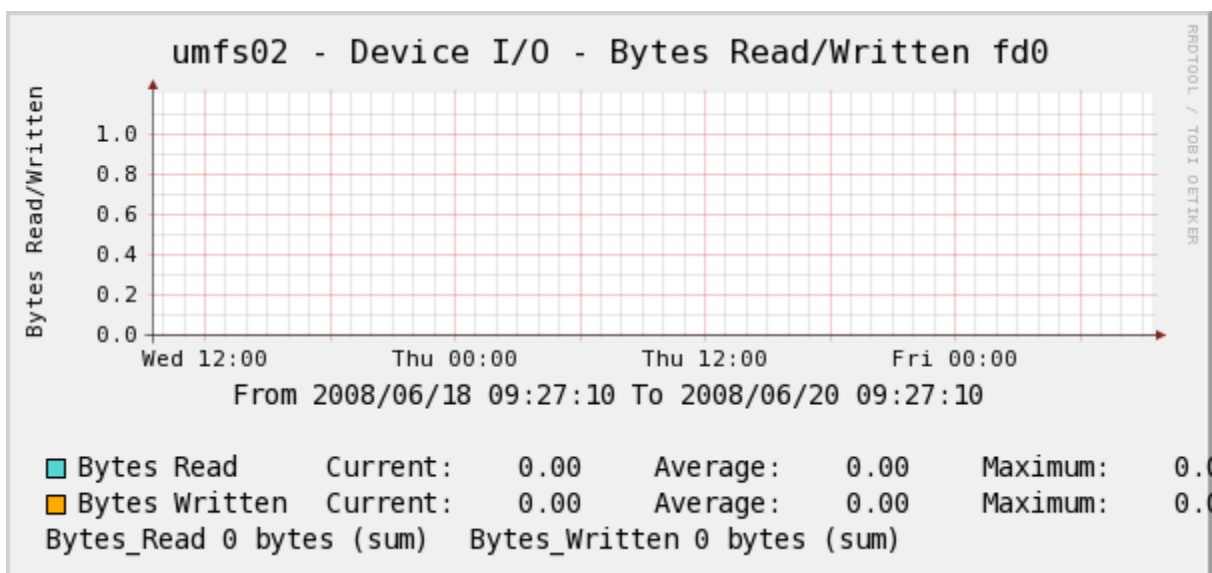 umfs02 - Device I/O - Bytes Read/Written fd0
RRDTOOL / TOBI OETIKER
Bytes Read/Written
1.0
0.8
0.6
0.4
0.2
0.0
Wed 12:00 Thu 00:00 Thu 12:00 Fri 00:00
From 2008/06/18 09:27:10 To 2008/06/20 09:27:10
Bytes Read Current: 0.00 Average: 0.00 Maximum: 0.0
Bytes Written Current: 0.00 Average: 0.00 Maximum: 0.0
Bytes_Read 0 bytes (sum) Bytes_Written 0 bytes (sum)